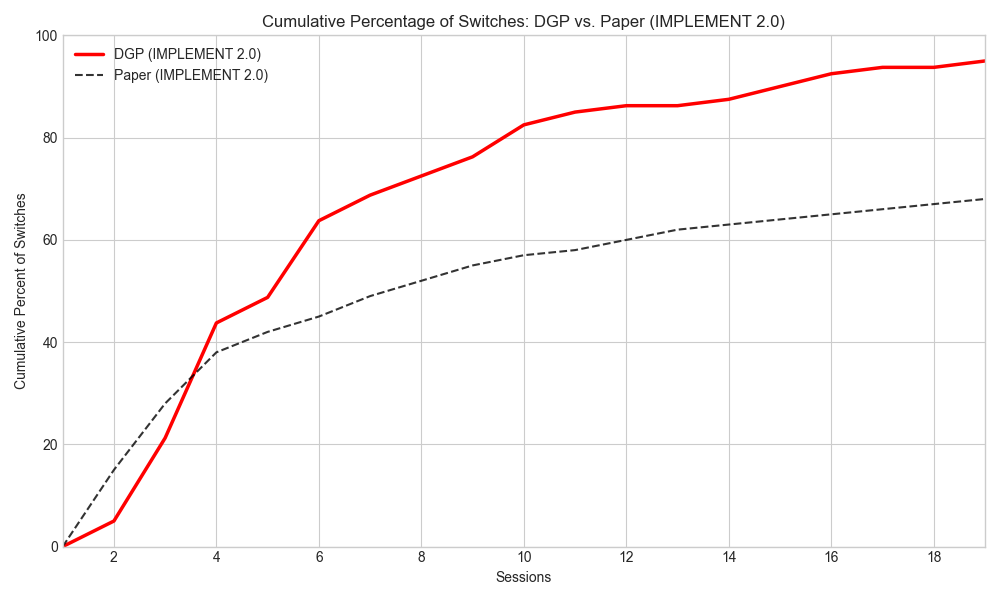 Cumulative Percentage of Switches: DGP vs. Paper (IMPLEMENT 2.0)
DGP (IMPLEMENT 2.0)
Paper (IMPLEMENT 2.0)
Cumulative Percent of Switches
100
80
60
40
20
0
2 4 6 8 10 12 14 16 18
Sessions